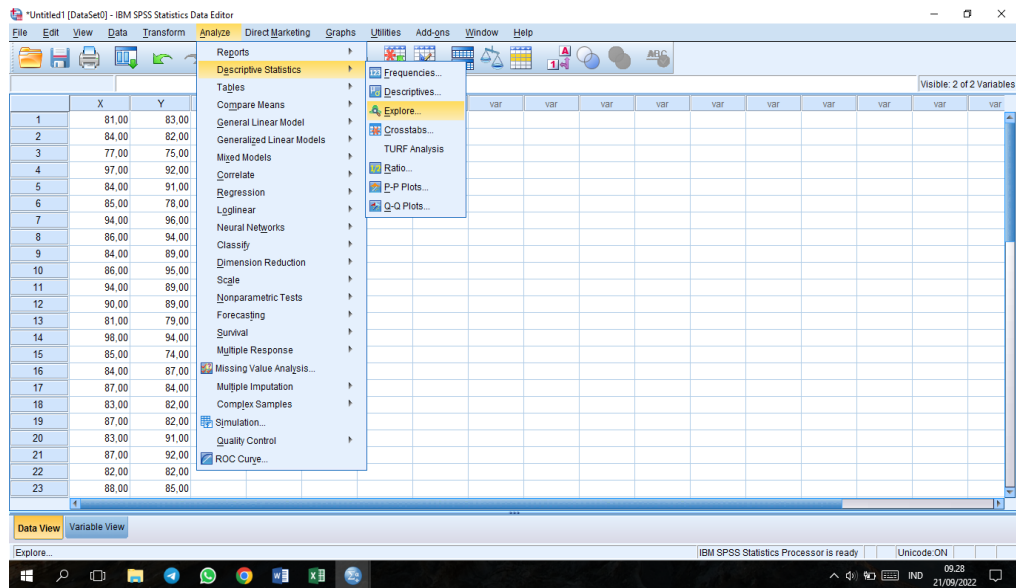 *Untitled1 [DataSet0] - IBM SPSS Statistics Data Editor
File Edit View Data Transform Analyze Direct Marketing Graphs Utilities Add-ons Window Help
Visible: 2 of 2 Variables
Reports
Descriptive Statistics
Tables
Compare Means
General Linear Model
Generalized Linear Models
Mixed Models
Correlate
Regression
Loglinear
Neural Networks
Classify
Dimension Reduction
Scale
Nonparametric Tests
Forecasting
Survival
Multiple Response
Missing Value Analysis...
Multiple Imputation
Complex Samples
Simulation...
Quality Control
ROC Curve...
Frequencies...
Descriptives...
Explore...
Crosstabs...
TURF Analysis
Ratio...
P-P Plots...
Q-Q Plots...
X Y var var var var var var var var var var
1 81,00 83,00
2 84,00 82,00
3 77,00 75,00
4 97,00 92,00
5 84,00 91,00
6 85,00 78,00
7 94,00 96,00
8 86,00 94,00
9 84,00 89,00
10 86,00 95,00
11 94,00 89,00
12 90,00 89,00
13 81,00 79,00
14 98,00 94,00
15 85,00 74,00
16 84,00 87,00
17 87,00 84,00
18 83,00 82,00
19 87,00 82,00
20 83,00 91,00
21 87,00 92,00
22 82,00 82,00
23 88,00 85,00
Data View Variable View
Explore... IBM SPSS Statistics Processor is ready Unicode:ON
IND 09.28
21/09/2022